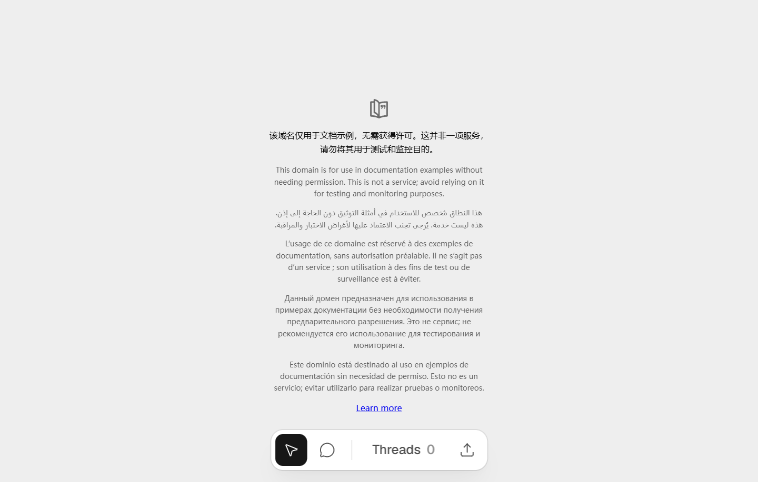 该域名仅用于文档示例，无需获得许可。这并非一项服务，
请勿将其用于测试和监控目的。
This domain is for use in documentation examples without
needing permission. This is not a service; avoid relying on it
for testing and monitoring purposes.
هذا النطاق مُخصص للاستخدام في أمثلة التوثيق دون الحاجة إلى إذن.
هذه ليست خدمة، يُرجى تجنب الاعتماد عليها لأغراض الاختبار والمراقبة.
L'usage de ce domaine est réservé à des exemples de
documentation, sans autorisation préalable. Il ne s'agit pas
d'un service ; son utilisation à des fins de test ou de
surveillance est à éviter.
Данный домен предназначен для использования в
примерах документации без необходимости получения
предварительного разрешения. Это не сервис; не
рекомендуется его использование для тестирования и
мониторинга.
Este dominio está destinado al uso en ejemplos de
documentación sin necesidad de permiso. Esto no es un
servicio; evitar utilizarlo para realizar pruebas o monitoreos.
Learn more
Threads 0